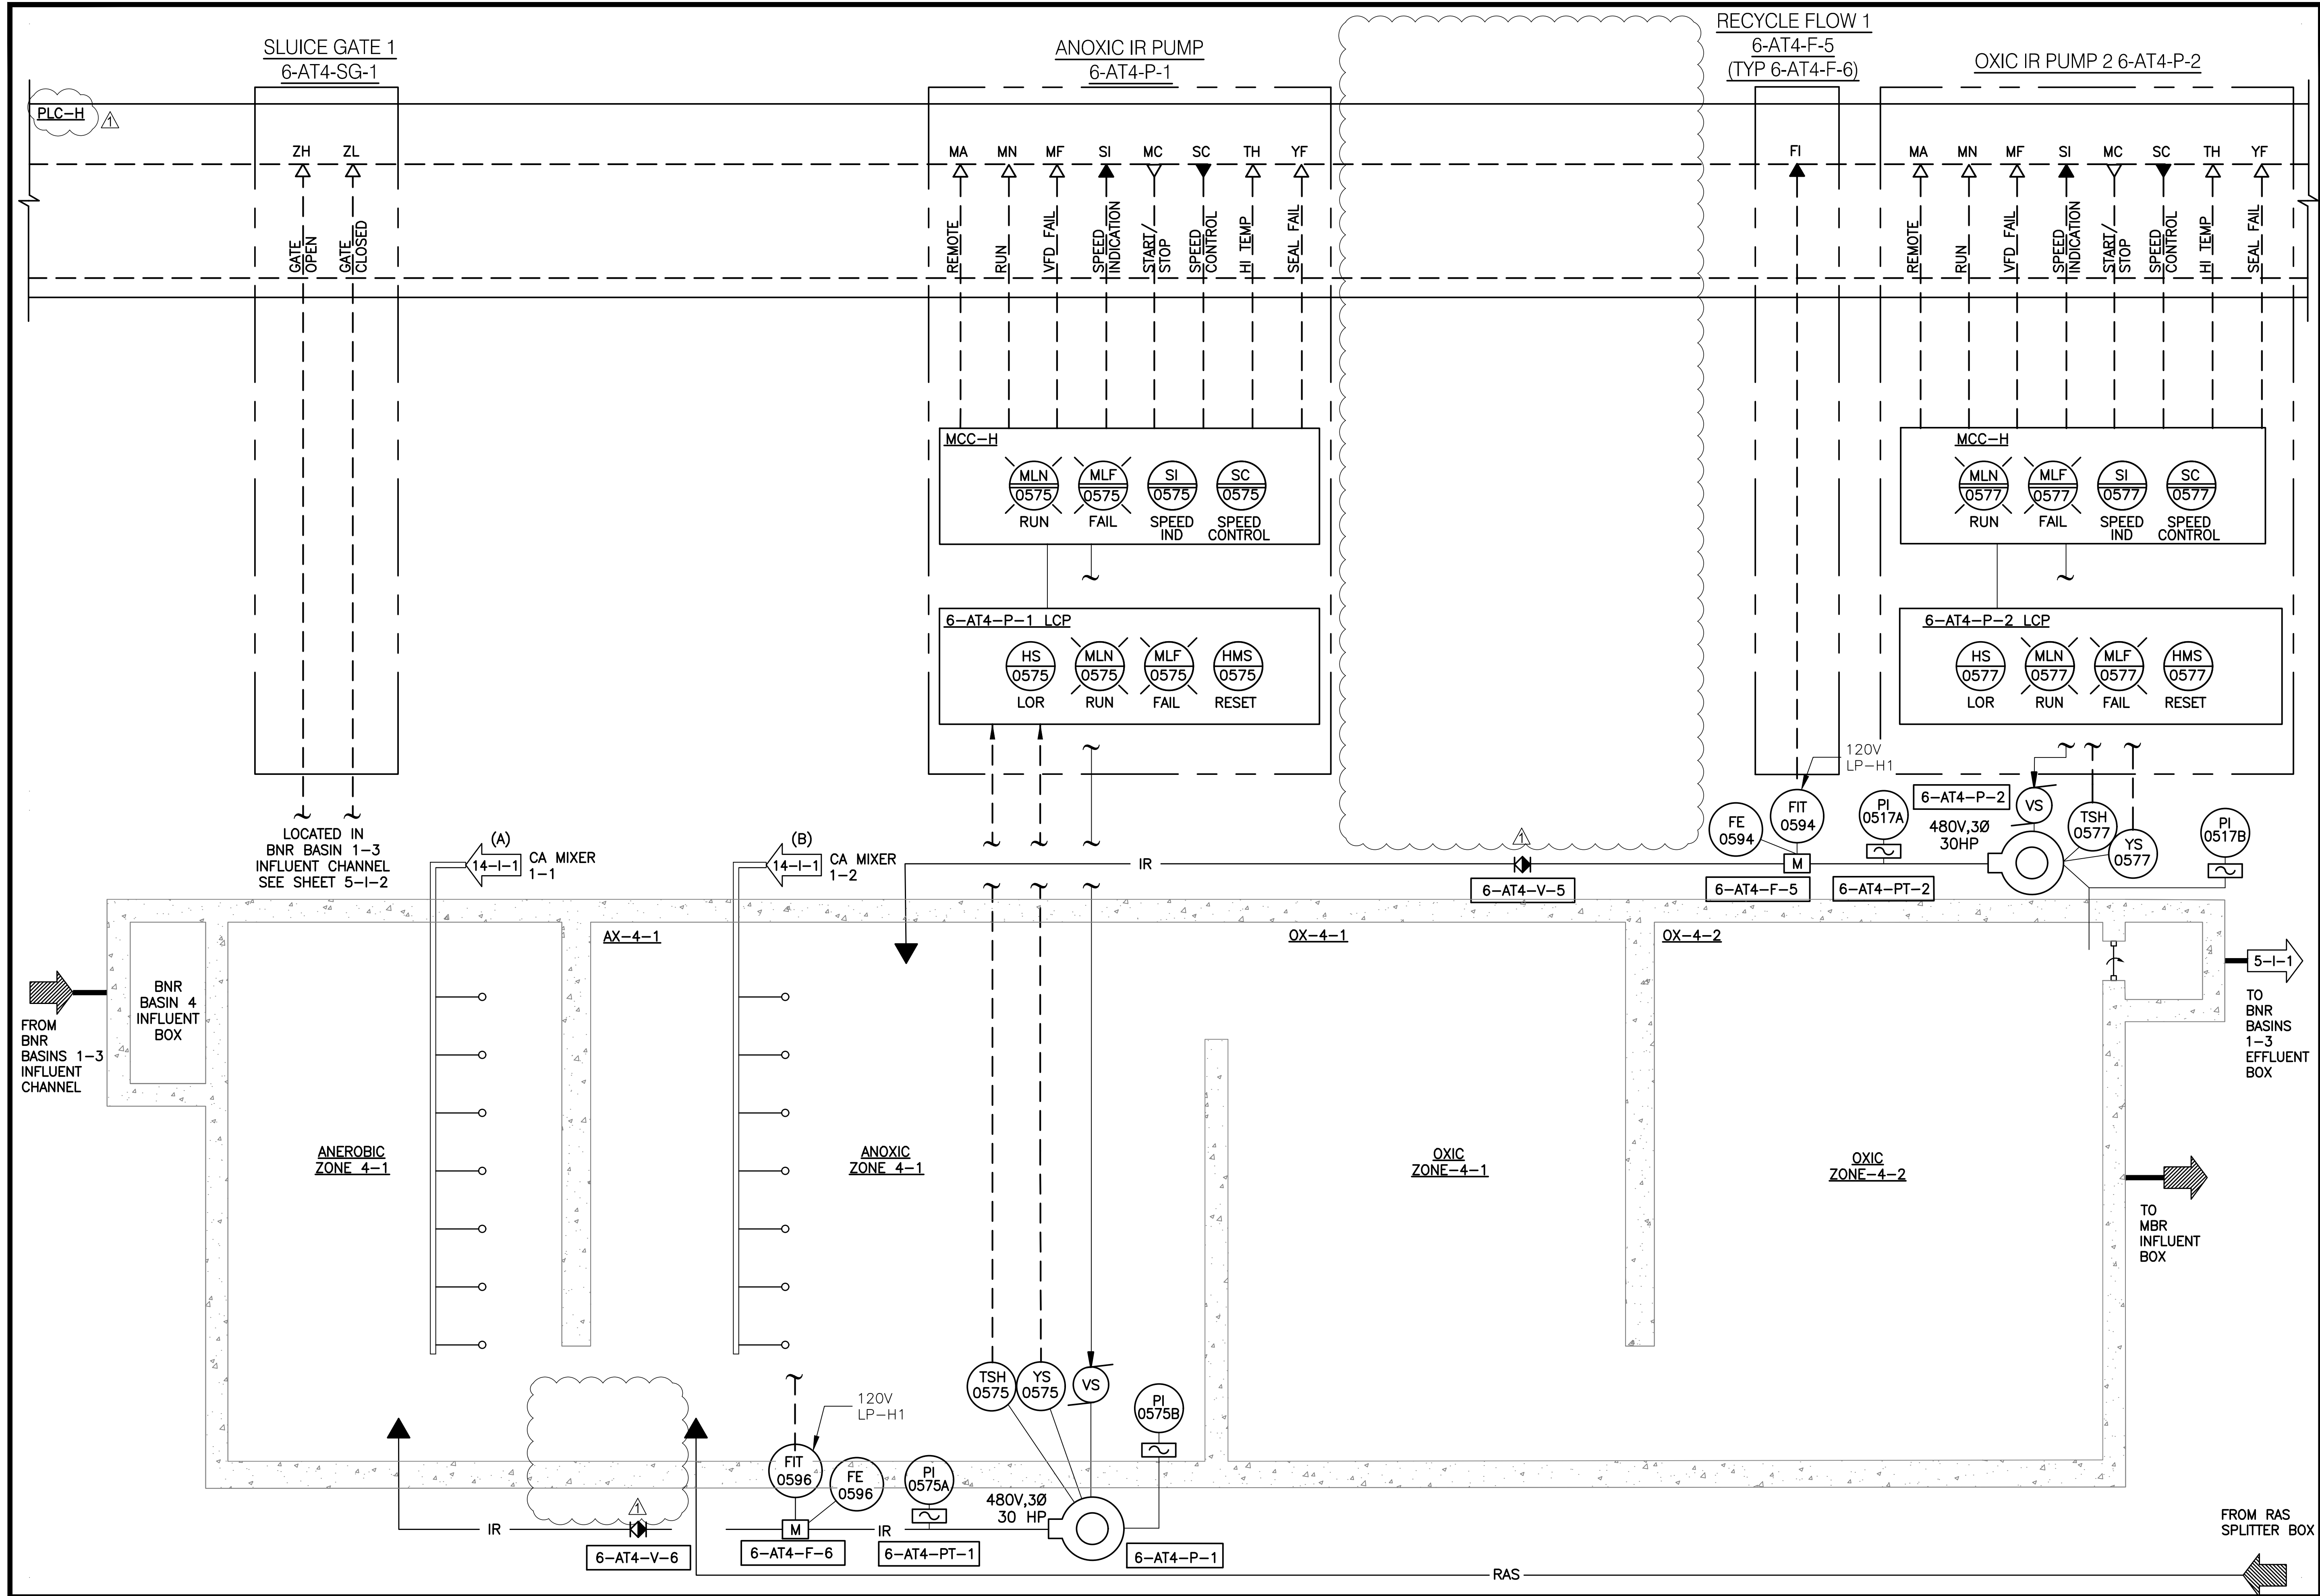 SLUICE GATE 1
6-AT4-SG-1
ANOXIC IR PUMP
6-AT4-P-1
RECYCLE FLOW 1
6-AT4-F-5
(TYP 6-AT4-F-6)
OXIC IR PUMP 2 6-AT4-P-2
PLC-H
1
ZH
ZL
MA
MN
MF
SI
MC
SC
TH
YF
FI
MA
MN
MF
SI
MC
SC
TH
YF
GATE
OPEN
GATE
CLOSED
REMOTE
RUN
VFD FAIL
SPEED
INDICATION
START/
STOP
SPEED
CONTROL
HI TEMP
SEAL FAIL
REMOTE
RUN
VFD FAIL
SPEED
INDICATION
START/
STOP
SPEED
CONTROL
HI TEMP
SEAL FAIL
MCC-H
MLN
0575
RUN
MLF
0575
FAIL
SI
0575
SPEED
IND
SC
0575
SPEED
CONTROL
MCC-H
MLN
0577
RUN
MLF
0577
FAIL
SI
0577
SPEED
IND
SC
0577
SPEED
CONTROL
6-AT4-P-1 LCP
HS
0575
LOR
MLN
0575
RUN
MLF
0575
FAIL
HMS
0575
RESET
6-AT4-P-2 LCP
HS
0577
LOR
MLN
0577
RUN
MLF
0577
FAIL
HMS
0577
RESET
120V
LP-H1
LOCATED IN
BNR BASIN 1-3
INFLUENT CHANNEL
SEE SHEET 5-I-2
(A)
14-I-1
CA MIXER
1-1
(B)
14-I-1
CA MIXER
1-2
IR
1
6-AT4-V-5
FE
0594
FIT
0594
M
6-AT4-F-5
PI
0517A
6-AT4-PT-2
6-AT4-P-2
480V,3Ø
30HP
VS
TSH
0577
YS
0577
PI
0517B
AX-4-1
OX-4-1
OX-4-2
BNR
BASIN 4
INFLUENT
BOX
FROM
BNR
BASINS 1-3
INFLUENT
CHANNEL
5-I-1
TO
BNR
BASINS
1-3
EFFLUENT
BOX
ANEROBIC
ZONE 4-1
ANOXIC
ZONE 4-1
OXIC
ZONE-4-1
OXIC
ZONE-4-2
TO
MBR
INFLUENT
BOX
TSH
0575
YS
0575
VS
PI
0575B
120V
LP-H1
FIT
0596
FE
0596
PI
0575A
480V,3Ø
30 HP
1
IR
M
IR
6-AT4-V-6
6-AT4-F-6
6-AT4-PT-1
6-AT4-P-1
FROM RAS
SPLITTER BOX
RAS